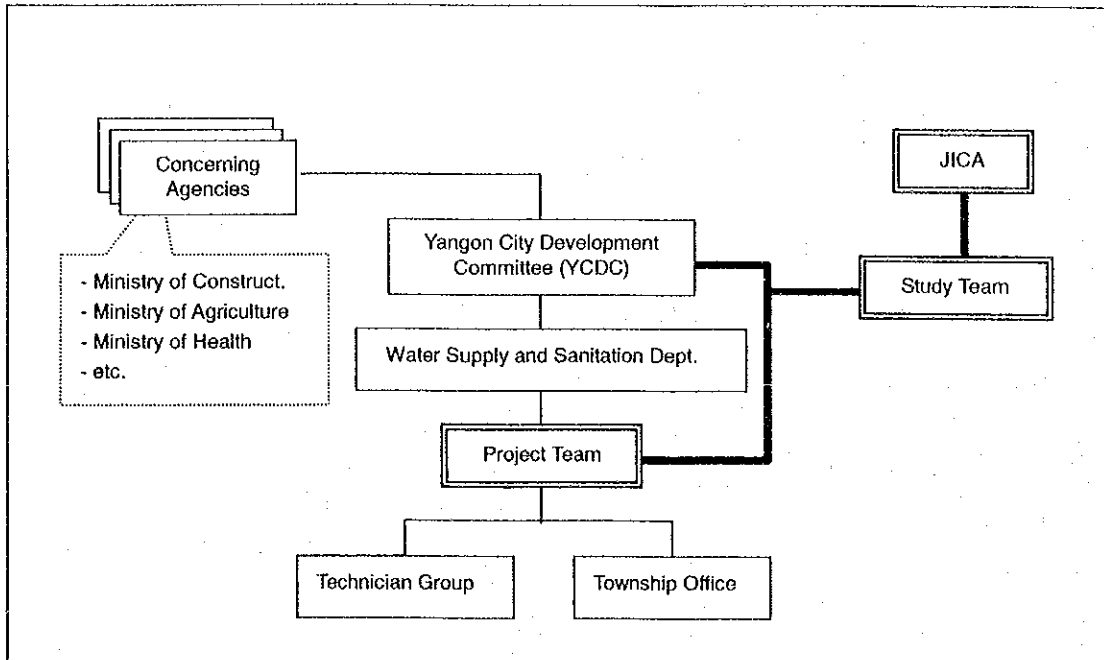 Concerning
Agencies
- Ministry of Construct.
- Ministry of Agriculture
- Ministry of Health
- etc.
Yangon City Development
Committee (YCDC)
Water Supply and Sanitation Dept.
Project Team
Technician Group
Township Office
JICA
Study Team